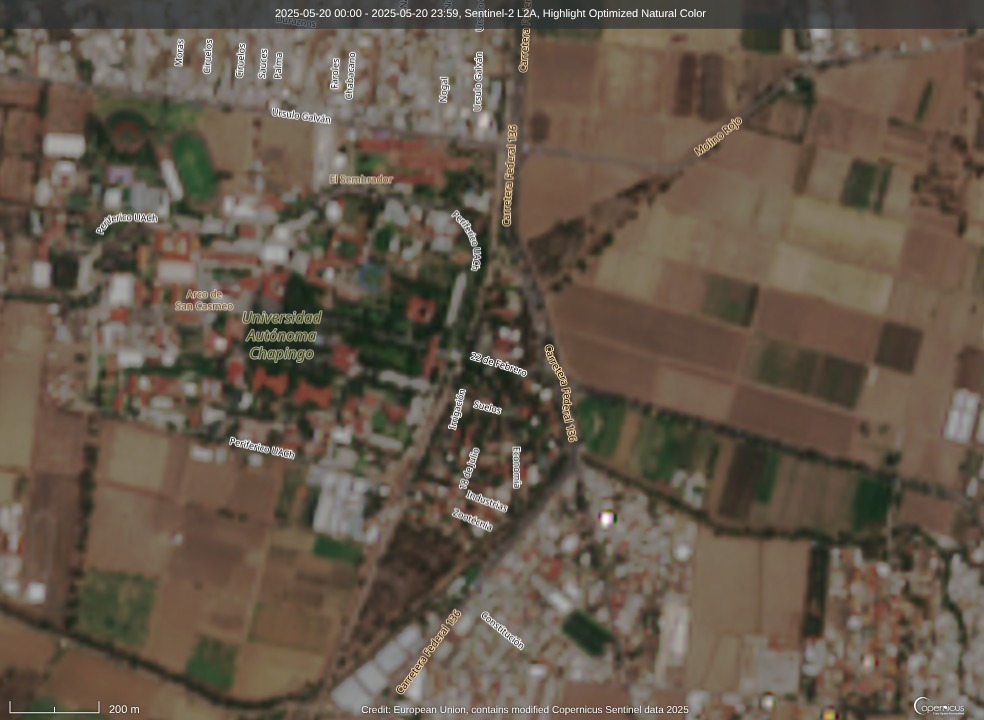 2025-05-20 00:00 - 2025-05-20 23:59, Sentinel-2 L2A, Highlight Optimized Natural Color
Moras
Ciruelos
Ciruelos
Sauces
Palma
Chabacano
Nogal
Ursulo Galván
Carretera Federal 136
Ursulo Galván
Carretera Federal 136
Molino Rojo
El Sembrador
Periferico UACh
Periferico UACh
Arco de
San Casmeo
Universidad
Autónoma
Chapingo
22 de Febrero
Carretera Federal 136
Irrigación
Suelos
Periferico UACh
18 de Julio
Economía
Industrias
Zootecnia
Carretera Federal 136
Constitución
200 m
Credit: European Union, contains modified Copernicus Sentinel data 2025
opernicus